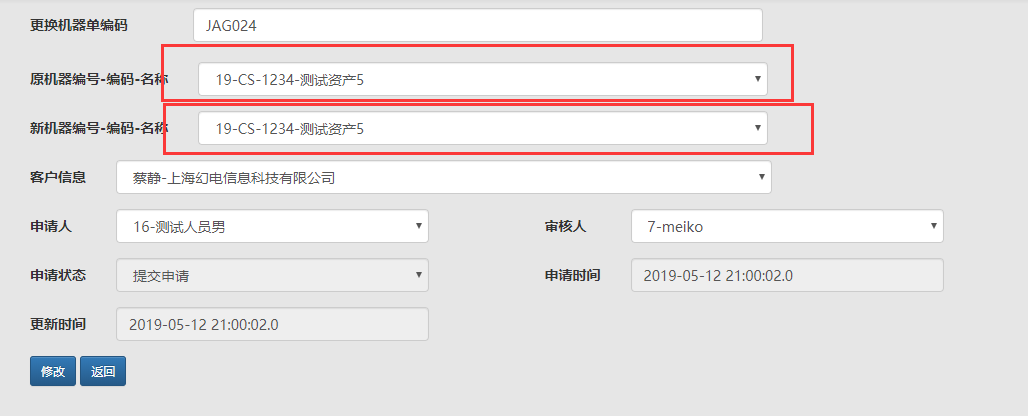 更换机器单编码 JAG024
原机器编号-编码-名称 19-CS-1234-测试资产5
新机器编号-编码-名称 19-CS-1234-测试资产5
客户信息 蔡静-上海幻电信息科技有限公司
申请人 16-测试人员男 审核人 7-meiko
申请状态 提交申请 申请时间 2019-05-12 21:00:02.0
更新时间 2019-05-12 21:00:02.0
修改 返回